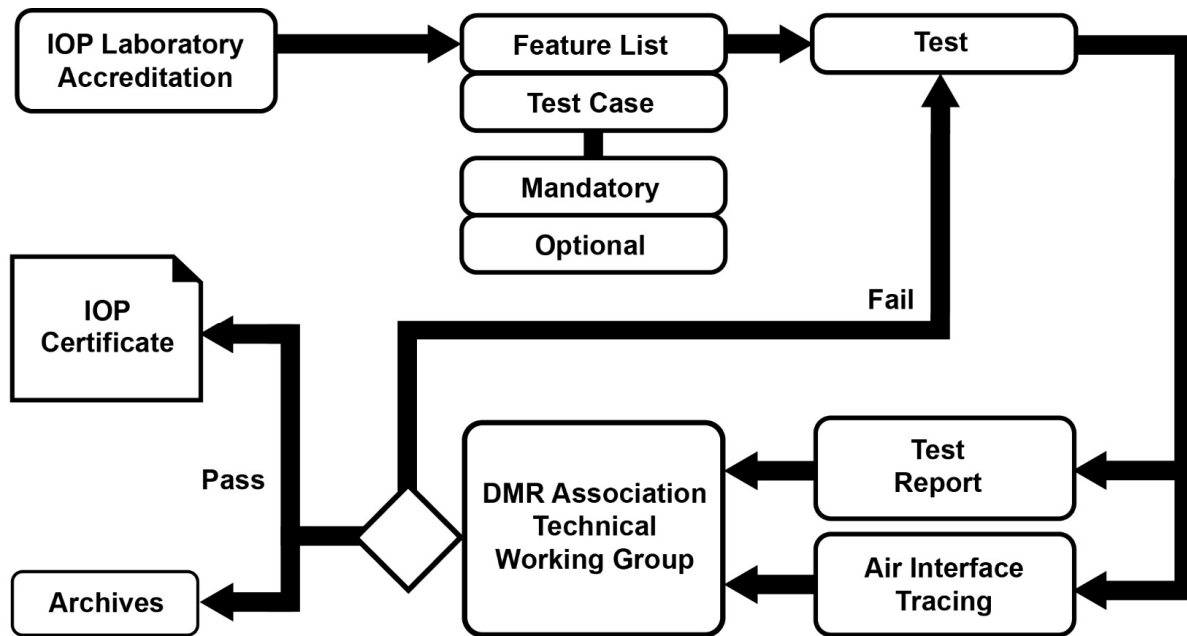 IOP Laboratory
Accreditation
Feature List
Test
Test Case
Mandatory
Optional
IOP
Certificate
Fail
Pass
DMR Association
Technical
Working Group
Test
Report
Air Interface
Tracing
Archives